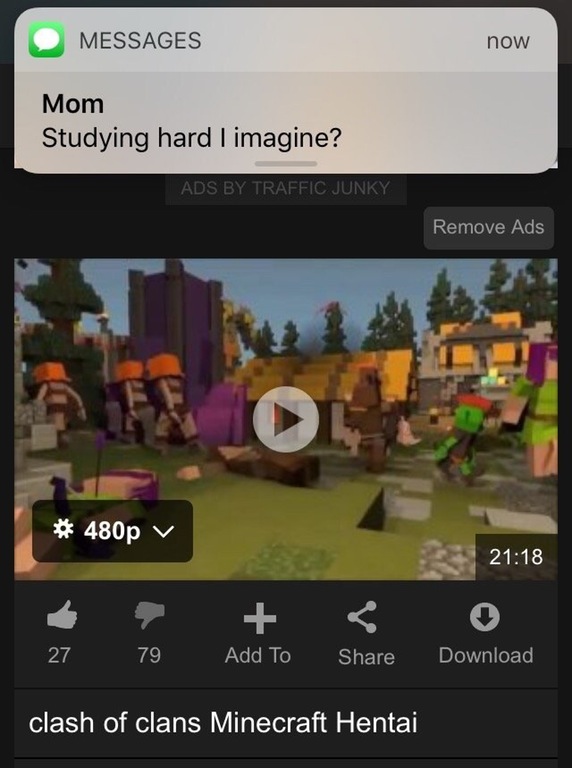 MESSAGES now
Mom
Studying hard I imagine?
ADS BY TRAFFIC JUNKY
Remove Ads
480p
21:18
27 79 Add To Share Download
clash of clans Minecraft Hentai